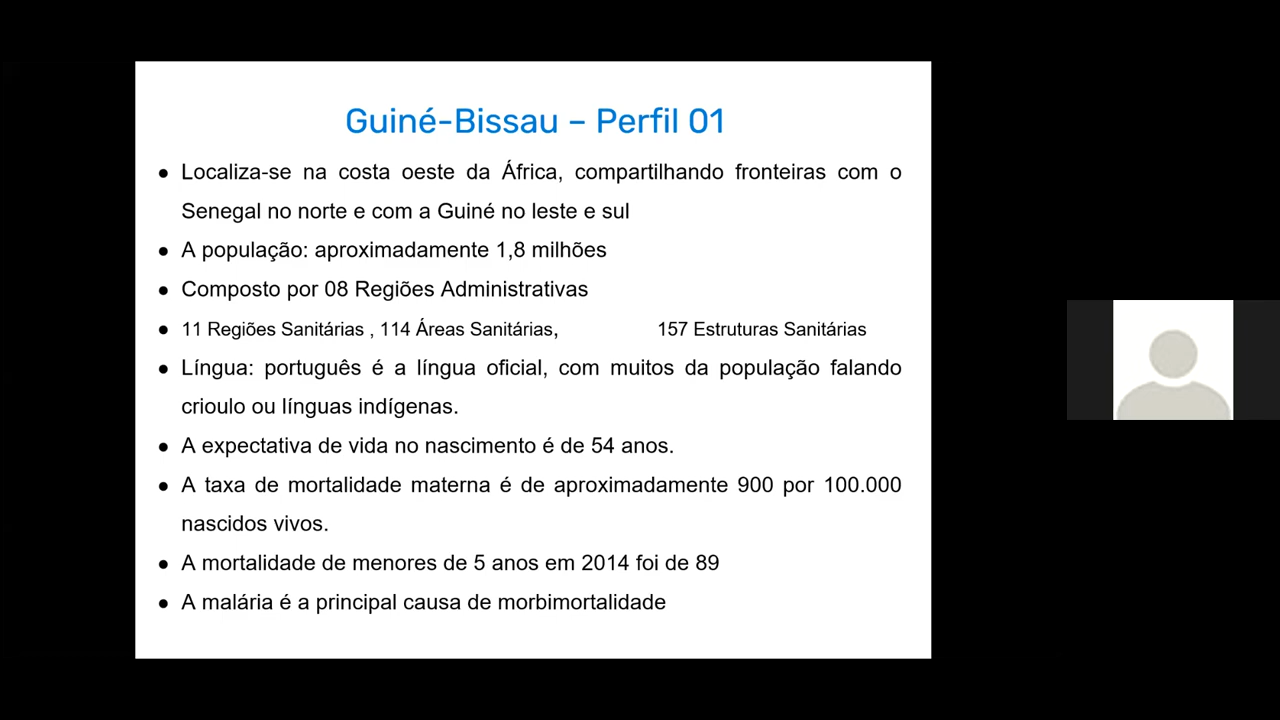 Guiné-Bissau – Perfil 01
● Localiza-se na costa oeste da África, compartilhando fronteiras com o
Senegal no norte e com a Guiné no leste e sul
● A população: aproximadamente 1,8 milhões
● Composto por 08 Regiões Administrativas
● 11 Regiões Sanitárias , 114 Áreas Sanitárias, 157 Estruturas Sanitárias
● Língua: português é a língua oficial, com muitos da população falando
crioulo ou línguas indígenas.
● A expectativa de vida no nascimento é de 54 anos.
● A taxa de mortalidade materna é de aproximadamente 900 por 100.000
nascidos vivos.
● A mortalidade de menores de 5 anos em 2014 foi de 89
● A malária é a principal causa de morbimortalidade